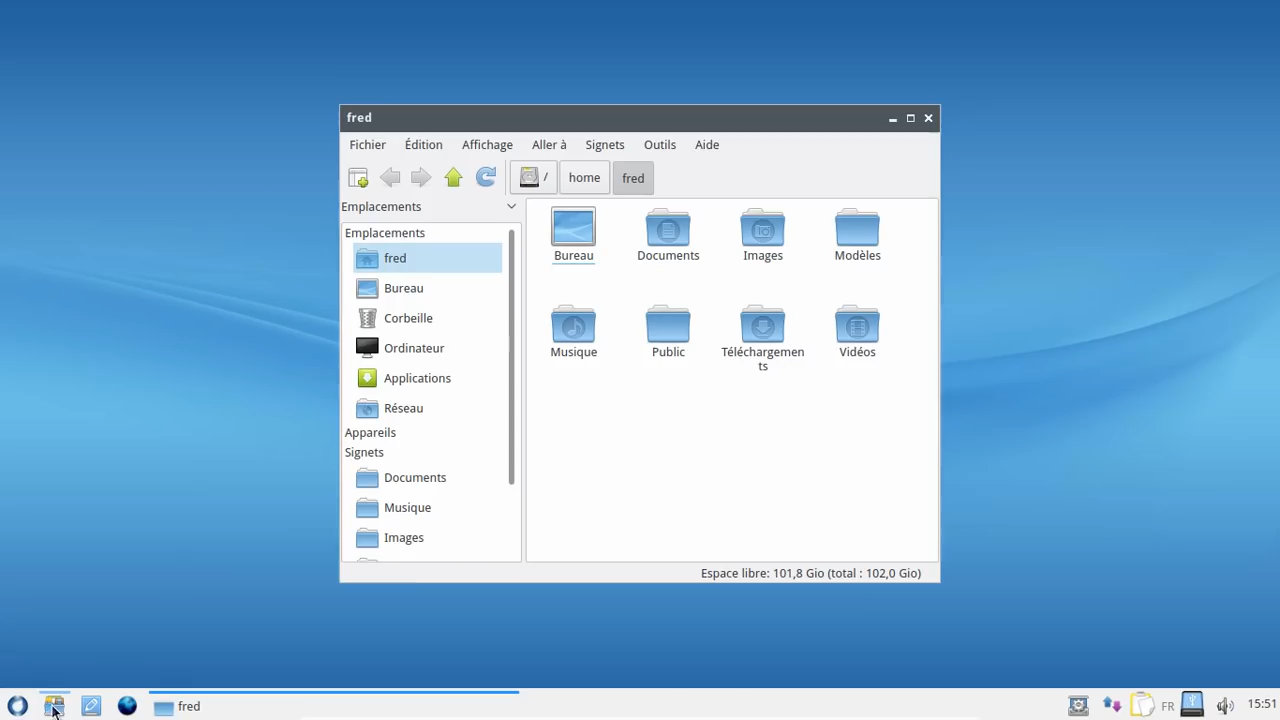 fred
Fichier Édition Affichage Aller à Signets Outils Aide
/ home fred
Emplacements
Emplacements
fred
Bureau
Corbeille
Ordinateur
Applications
Réseau
Appareils
Signets
Documents
Musique
Images
Bureau Documents Images Modèles
Musique Public Téléchargemen
ts Vidéos
Espace libre: 101,8 Gio (total : 102,0 Gio)
fred FR 15:51